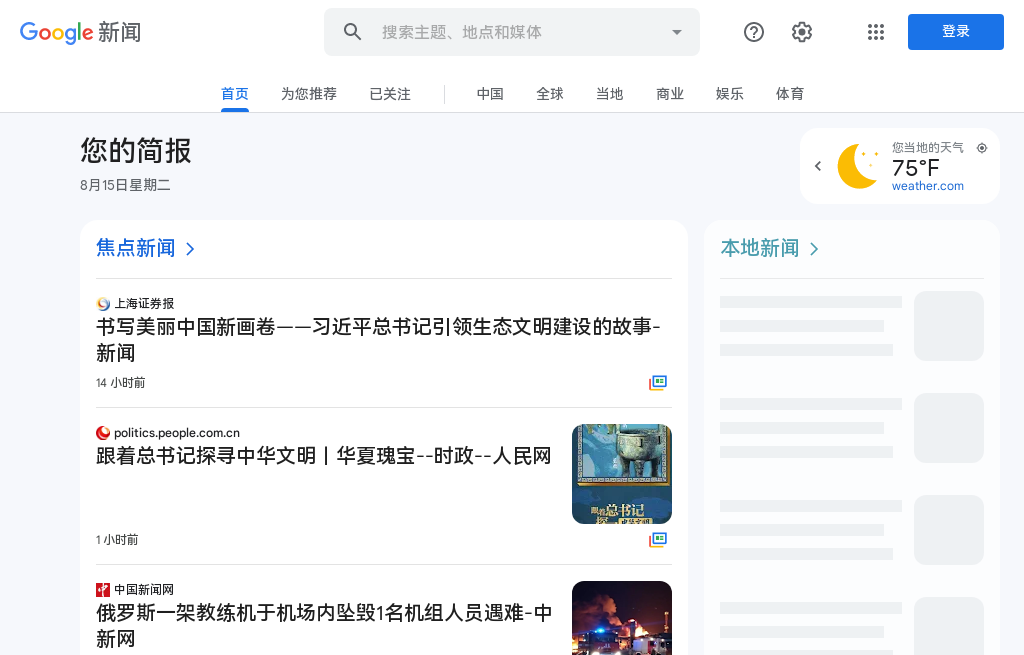 Google 新闻
搜索主题、地点和媒体
登录
首页
为您推荐
已关注
中国
全球
当地
商业
娱乐
体育
您的简报
8月15日星期二
您当地的天气
75°F
weather.com
焦点新闻
本地新闻
上海证券报
书写美丽中国新画卷——习近平总书记引领生态文明建设的故事-
新闻
14 小时前
politics.people.com.cn
跟着总书记探寻中华文明丨华夏瑰宝--时政--人民网
跟着总书记
1 小时前
中国新闻网
俄罗斯一架教练机于机场内坠毁1名机组人员遇难-中
新网